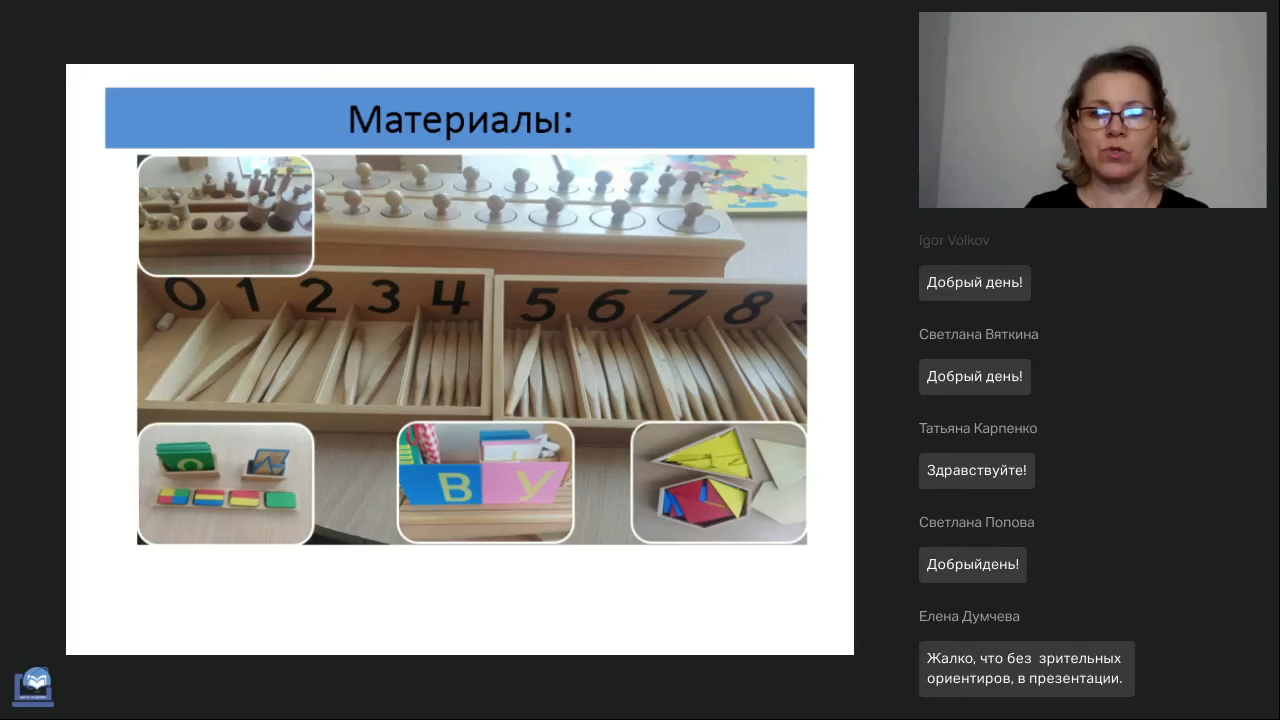 Материалы:
0 1 2 3 4
5 6 7 8
В У
Igor Volkov
Добрый день!
Светлана Вяткина
Добрый день!
Татьяна Карпенко
Здравствуйте!
Светлана Попова
Добрыйдень!
Елена Думчева
Жалко, что без зрительных
ориентиров, в презентации.